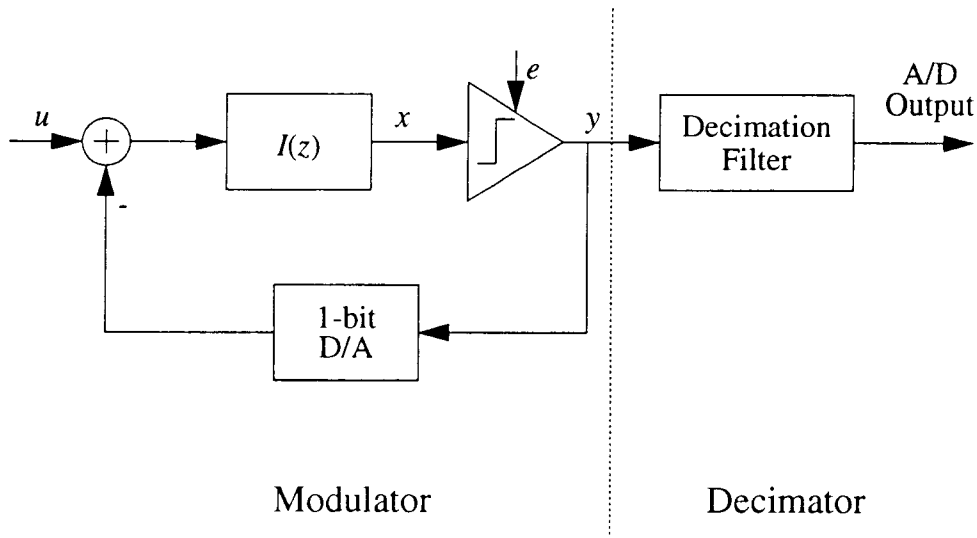 u
+
-
I(z)
x
e
y
Decimation
Filter
A/D
Output
1-bit
D/A
Modulator
Decimator